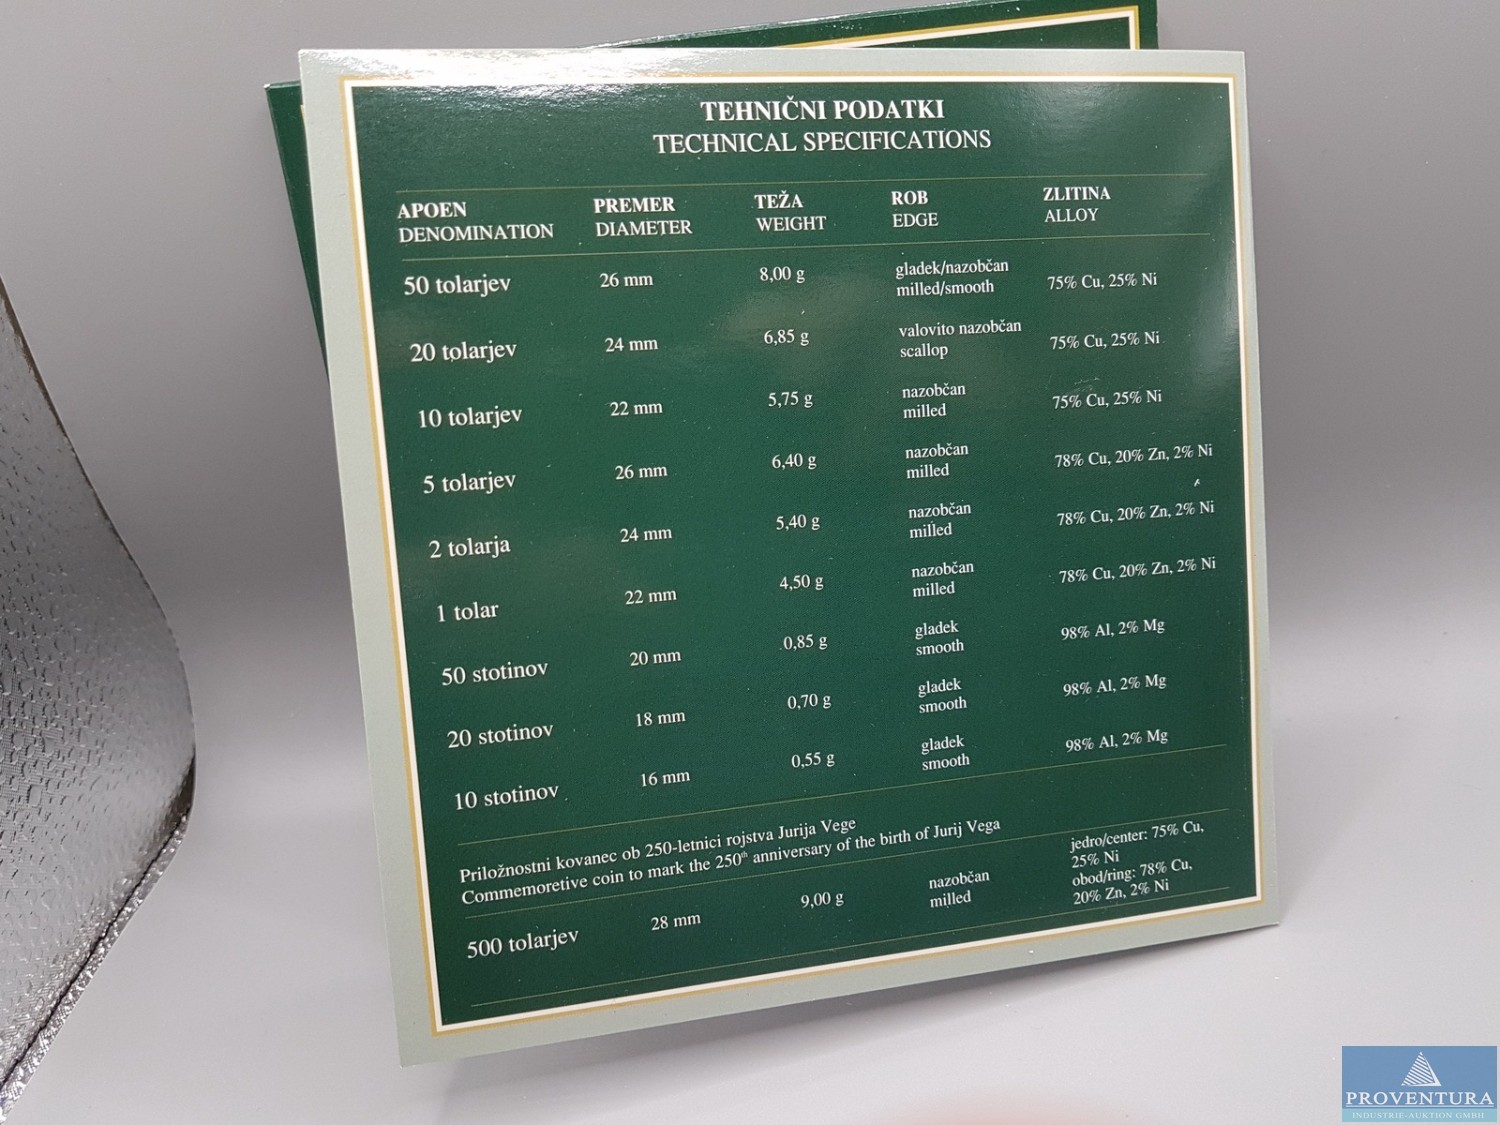 TEHNIČNI PODATKI
TECHNICAL SPECIFICATIONS
APOEN PREMER TEŽA ROB ZLITINA
DENOMINATION DIAMETER WEIGHT EDGE ALLOY
50 tolarjev 26 mm 8,00 g gladek/nazobčan 75% Cu, 25% Ni
milled/smooth
20 tolarjev 24 mm 6,85 g valovito nazobčan 75% Cu, 25% Ni
scallop
10 tolarjev 22 mm 5,75 g nazobčan 75% Cu, 25% Ni
milled
5 tolarjev 26 mm 6,40 g nazobčan 78% Cu, 20% Zn, 2% Ni
milled
2 tolarja 24 mm 5,40 g nazobčan 78% Cu, 20% Zn, 2% Ni
milled
1 tolar 22 mm 4,50 g nazobčan 78% Cu, 20% Zn, 2% Ni
milled
50 stotinov 20 mm 0,85 g gladek 98% Al, 2% Mg
smooth
20 stotinov 18 mm 0,70 g gladek 98% Al, 2% Mg
smooth
10 stotinov 16 mm 0,55 g gladek 98% Al, 2% Mg
smooth
Priložnostni kovanec ob 250-letnici rojstva Jurija Vege
Commemoretive coin to mark the 250th anniversary of the birth of Jurij Vega
500 tolarjev 28 mm 9,00 g nazobčan jedro/center: 75% Cu,
milled 25% Ni
obod/ring: 78% Cu,
20% Zn, 2% Ni
PROVENTURA
INDUSTRIE-AUKTION GMBH